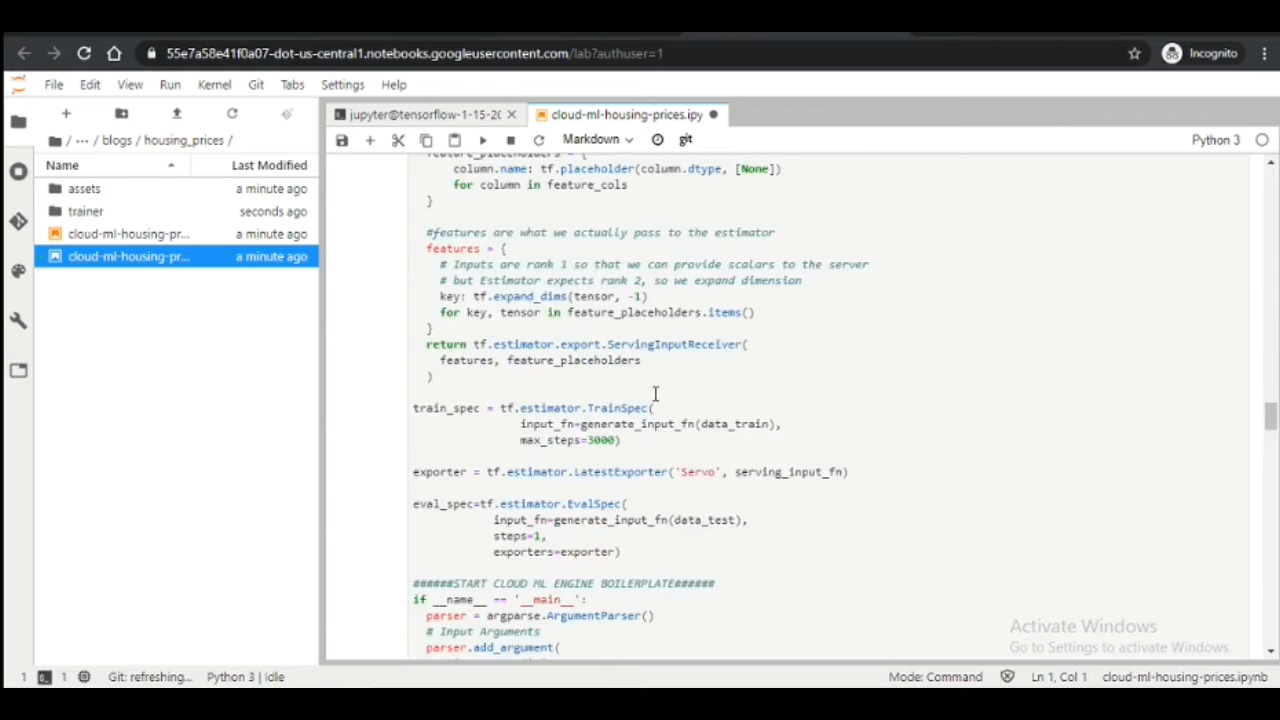 55e7a58e41f0a07-dot-us-central1.notebooks.googleusercontent.com/lab?authuser=1
Incognito
File Edit View Run Kernel Git Tabs Settings Help
jupyter@tensorflow-1-15-20
cloud-ml-housing-prices.ipy
/ ··· / blogs / housing_prices /
Markdown
git
Python 3
Name Last Modified
assets a minute ago
trainer seconds ago
cloud-ml-housing-pr... a minute ago
cloud-ml-housing-pr... a minute ago
feature_placeholders = {
column.name: tf.placeholder(column.dtype, [None])
for column in feature_cols
}
#features are what we actually pass to the estimator
features = {
# Inputs are rank 1 so that we can provide scalars to the server
# but Estimator expects rank 2, so we expand dimension
key: tf.expand_dims(tensor, -1)
for key, tensor in feature_placeholders.items()
}
return tf.estimator.export.ServingInputReceiver(
features, feature_placeholders
)
train_spec = tf.estimator.TrainSpec(
input_fn=generate_input_fn(data_train),
max_steps=3000)
exporter = tf.estimator.LatestExporter('Servo', serving_input_fn)
eval_spec=tf.estimator.EvalSpec(
input_fn=generate_input_fn(data_test),
steps=1,
exporters=exporter)
######START CLOUD ML ENGINE BOILERPLATE######
if __name__ == '__main__':
parser = argparse.ArgumentParser()
# Input Arguments
parser.add_argument(
Activate Windows
Go to Settings to activate Windows.
1 1 Git: refreshing... Python 3 | Idle
Mode: Command Ln 1, Col 1 cloud-ml-housing-prices.ipynb